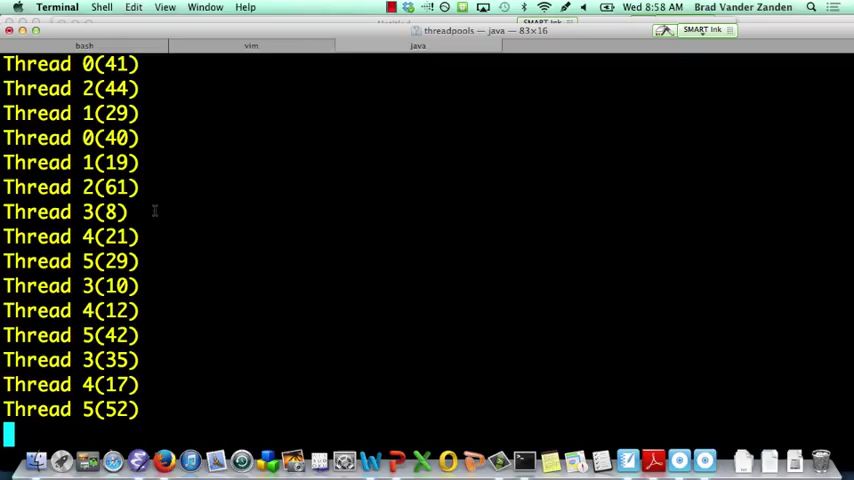 Terminal Shell Edit View Window Help Wed 8:58 AM Brad Vander Zanden
SMART Ink
threadpools — java — 83×16 SMART Ink
bash vim java
Thread 0(41)
Thread 2(44)
Thread 1(29)
Thread 0(40)
Thread 1(19)
Thread 2(61)
Thread 3(8)
Thread 4(21)
Thread 5(29)
Thread 3(10)
Thread 4(12)
Thread 5(42)
Thread 3(35)
Thread 4(17)
Thread 5(52)